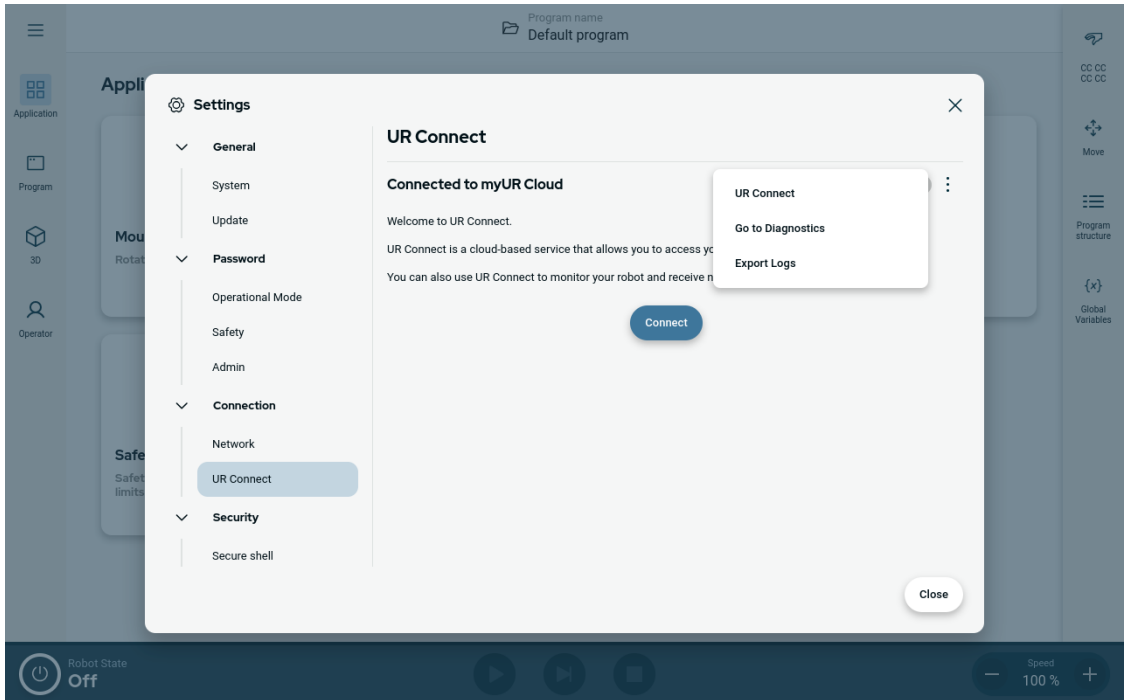 Program name
Default program
Application
Program
3D
Operator
Appli
Mou
Rotat
Safe
Safet
limits
Settings
General
System
Update
Password
Operational Mode
Safety
Admin
Connection
Network
UR Connect
Security
Secure shell
UR Connect
Connected to myUR Cloud
Welcome to UR Connect.
UR Connect is a cloud-based service that allows you to access yo
You can also use UR Connect to monitor your robot and receive n
Connect
UR Connect
Go to Diagnostics
Export Logs
Close
CC CC
CC CC
Move
Program
structure
{x}
Global
Variables
Robot State
Off
Speed
100 %